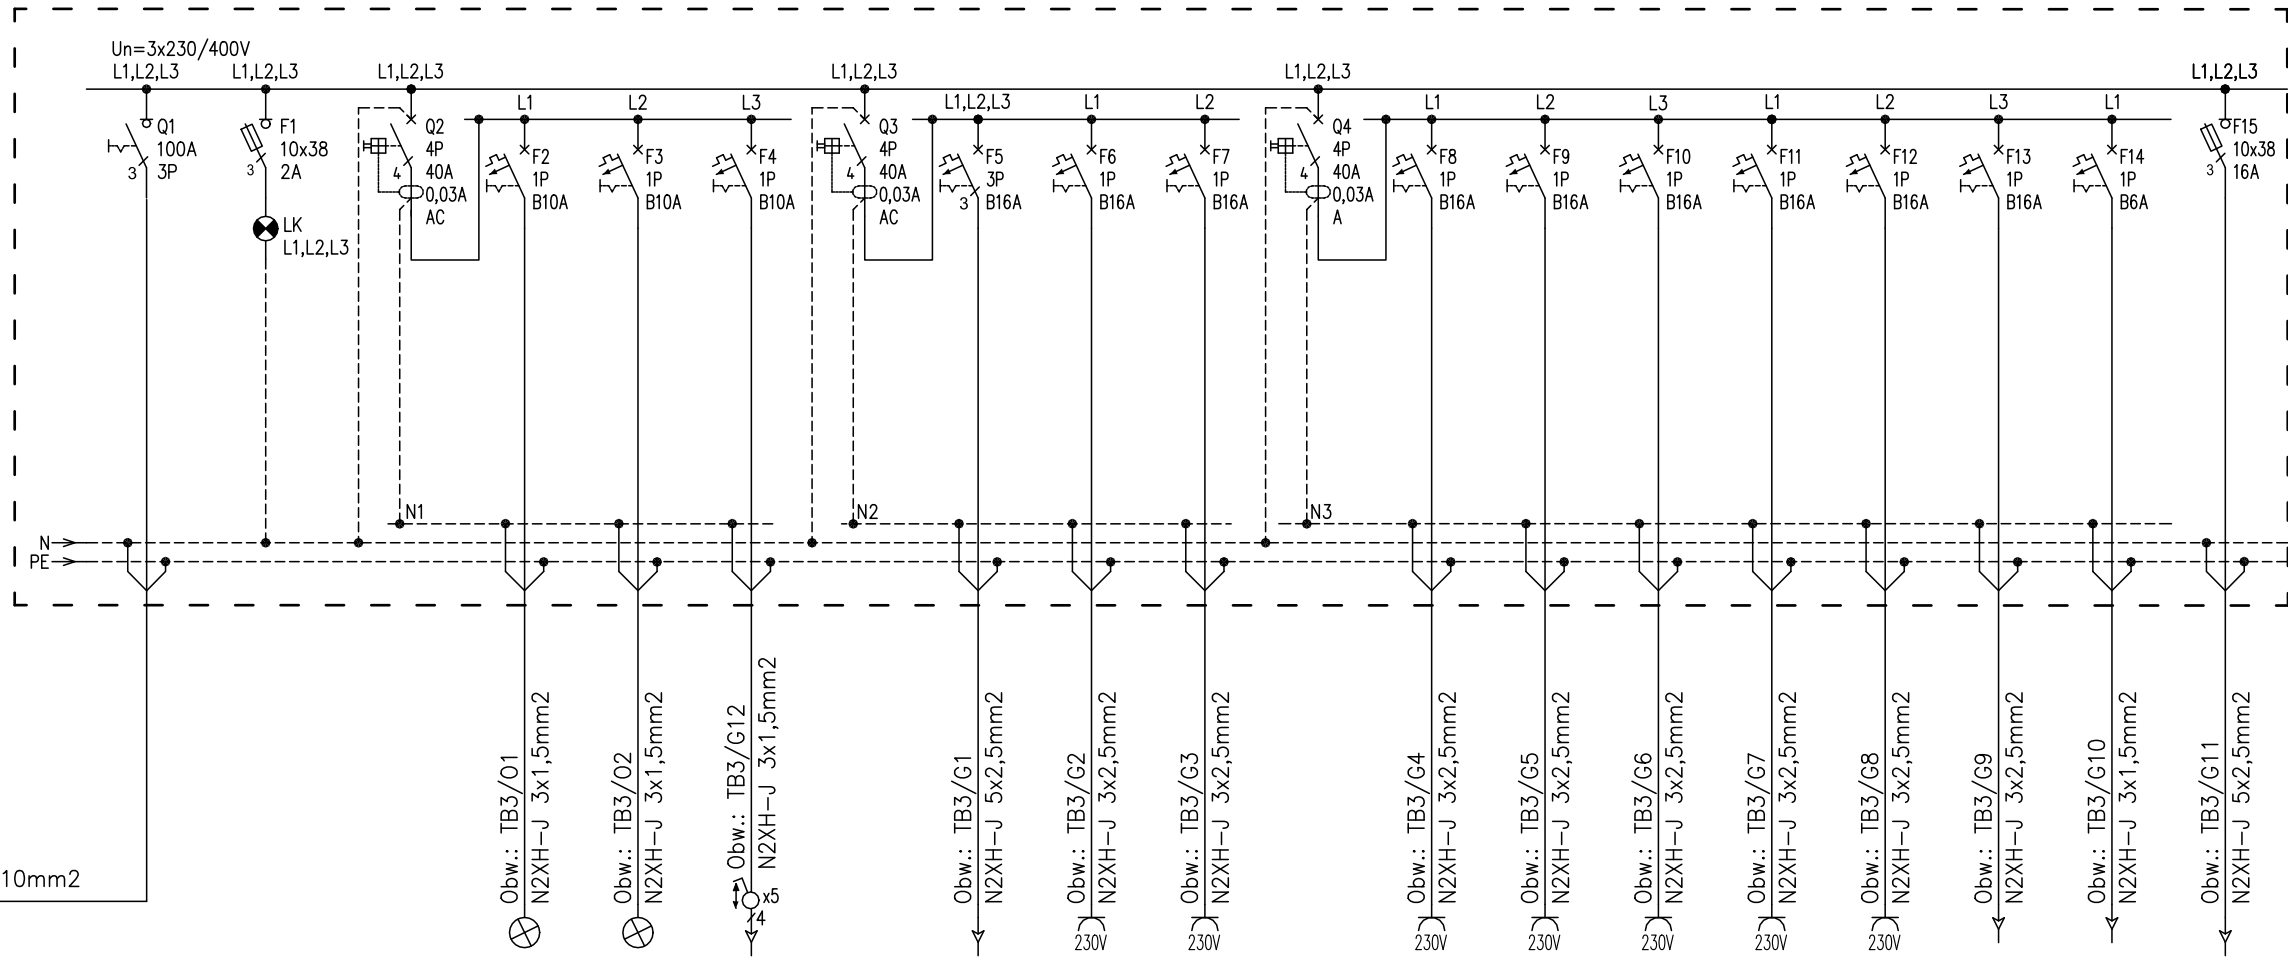 Un=3x230/400V
L1,L2,L3
L1,L2,L3
L1,L2,L3
L1,L2,L3
L1,L2,L3
L1,L2,L3
L1
L2
L3
L1,L2,L3
L1
L2
L1
L2
L3
L1
L2
L3
L1
Q1
100A
3P
3
F1
10x38
2A
3
LK
L1,L2,L3
Q2
4P
40A
0,03A
AC
4
F2
1P
B10A
F3
1P
B10A
F4
1P
B10A
Q3
4P
40A
0,03A
AC
4
F5
3P
B16A
3
F6
1P
B16A
F7
1P
B16A
Q4
4P
40A
0,03A
A
4
F8
1P
B16A
F9
1P
B16A
F10
1P
B16A
F11
1P
B16A
F12
1P
B16A
F13
1P
B16A
F14
1P
B6A
F15
10x38
16A
3
N1
N2
N3
N
PE
10mm2
Obw.: TB3/O1
N2XH-J 3x1,5mm2
Obw.: TB3/O2
N2XH-J 3x1,5mm2
Obw.: TB3/G12
N2XH-J 3x1,5mm2
x5
4
Obw.: TB3/G1
N2XH-J 5x2,5mm2
Obw.: TB3/G2
N2XH-J 3x2,5mm2
230V
Obw.: TB3/G3
N2XH-J 3x2,5mm2
230V
Obw.: TB3/G4
N2XH-J 3x2,5mm2
230V
Obw.: TB3/G5
N2XH-J 3x2,5mm2
230V
Obw.: TB3/G6
N2XH-J 3x2,5mm2
230V
Obw.: TB3/G7
N2XH-J 3x2,5mm2
230V
Obw.: TB3/G8
N2XH-J 3x2,5mm2
230V
Obw.: TB3/G9
N2XH-J 3x2,5mm2
Obw.: TB3/G10
N2XH-J 3x1,5mm2
Obw.: TB3/G11
N2XH-J 5x2,5mm2